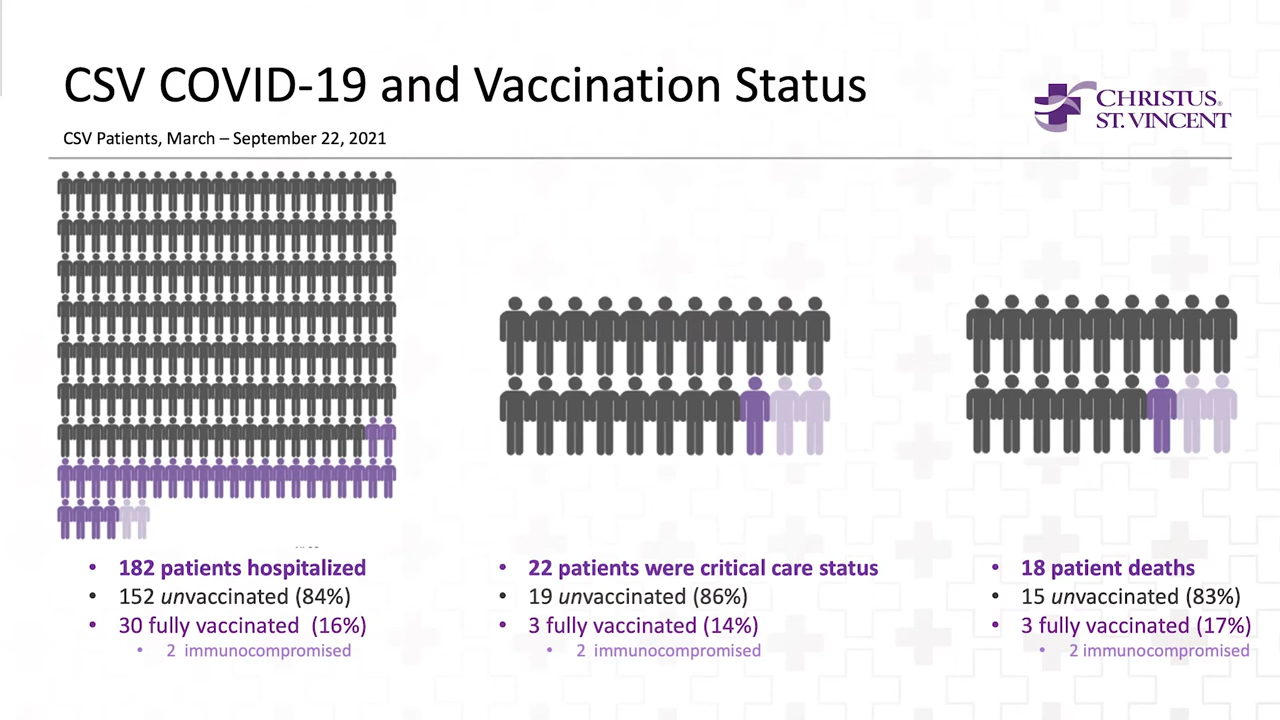 CSV COVID-19 and Vaccination Status
CSV Patients, March – September 22, 2021
CHRISTUS®
ST. VINCENT
• 182 patients hospitalized
• 152 unvaccinated (84%)
• 30 fully vaccinated (16%)
• 2 immunocompromised
• 22 patients were critical care status
• 19 unvaccinated (86%)
• 3 fully vaccinated (14%)
• 2 immunocompromised
• 18 patient deaths
• 15 unvaccinated (83%)
• 3 fully vaccinated (17%)
• 2 immunocompromised